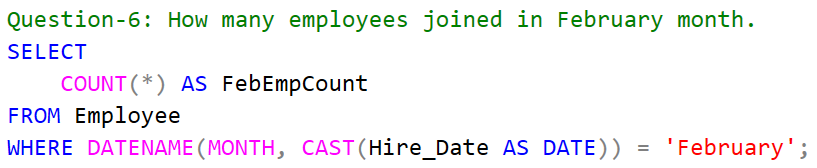 Question-6: How many employees joined in February month.
SELECT
    COUNT(*) AS FebEmpCount
FROM Employee
WHERE DATENAME(MONTH, CAST(Hire_Date AS DATE)) = 'February';